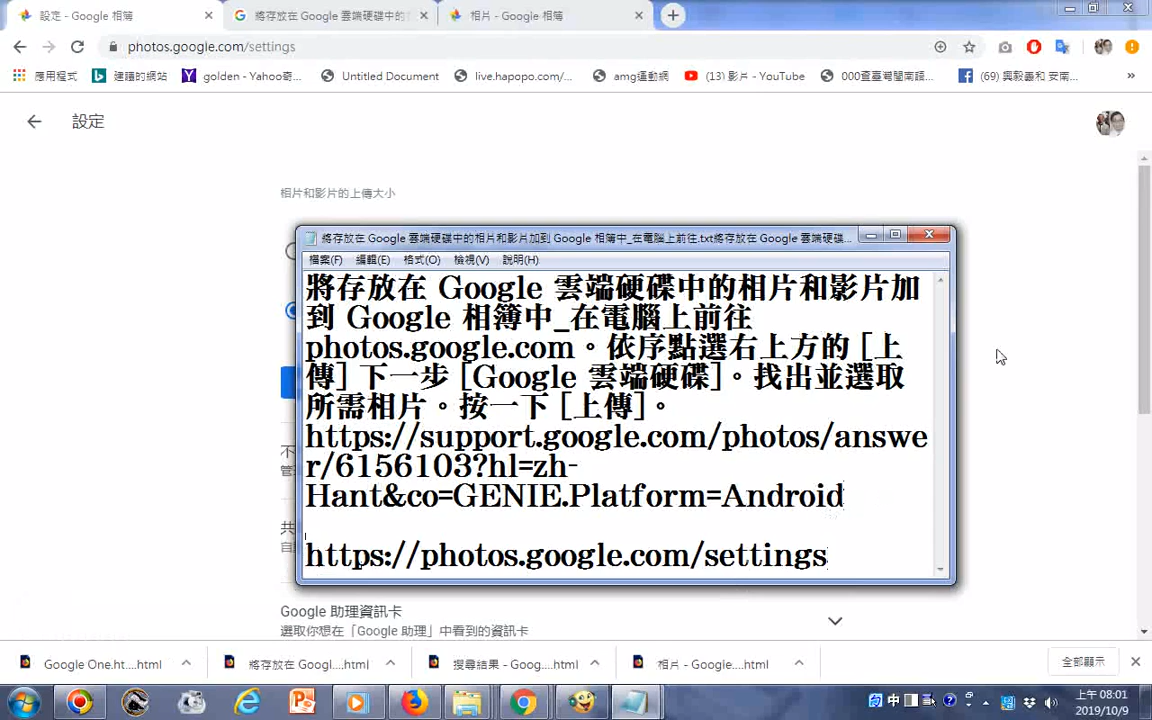 設定 - Google 相簿
將存放在 Google 雲端硬碟中的
相片 - Google 相簿
photos.google.com/settings
應用程式
建議的網站
golden - Yahoo奇...
Untitled Document
live.hapopo.com/...
amg運動網
(13) 影片 - YouTube
000查臺灣閩南語...
(69) 興毅義和 安南...
»
設定
相片和影片的上傳大小
將存放在 Google 雲端硬碟中的相片和影片加到 Google 相簿中_在電腦上前往.txt將存放在 Google 雲端硬碟...
檔案(F) 編輯(E) 格式(O) 檢視(V) 說明(H)
將存放在 Google 雲端硬碟中的相片和影片加
到 Google 相簿中_在電腦上前往
photos.google.com。依序點選右上方的 [上
傳] 下一步 [Google 雲端硬碟]。找出並選取
所需相片。按一下 [上傳]。
https://support.google.com/photos/answe
r/6156103?hl=zh-
Hant&co=GENIE.Platform=Android
https://photos.google.com/settings
不
管
共
自
Google 助理資訊卡
選取你想在「Google 助理」中看到的資訊卡
Google One.ht....html
將存放在 Googl....html
搜尋結果 - Goog....html
相片 - Google....html
全部顯示
中
上午 08:01
2019/10/9